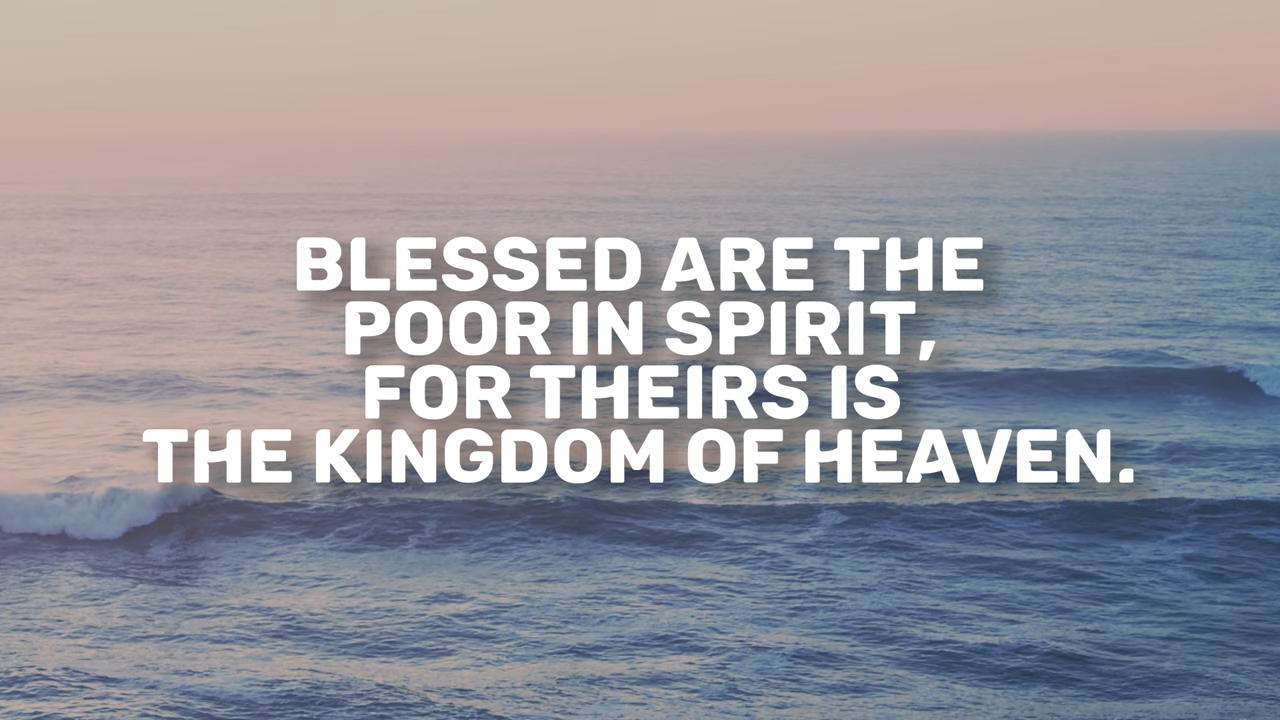 BLESSED ARE THE
POOR IN SPIRIT,
FOR THEIRS IS
THE KINGDOM OF HEAVEN.